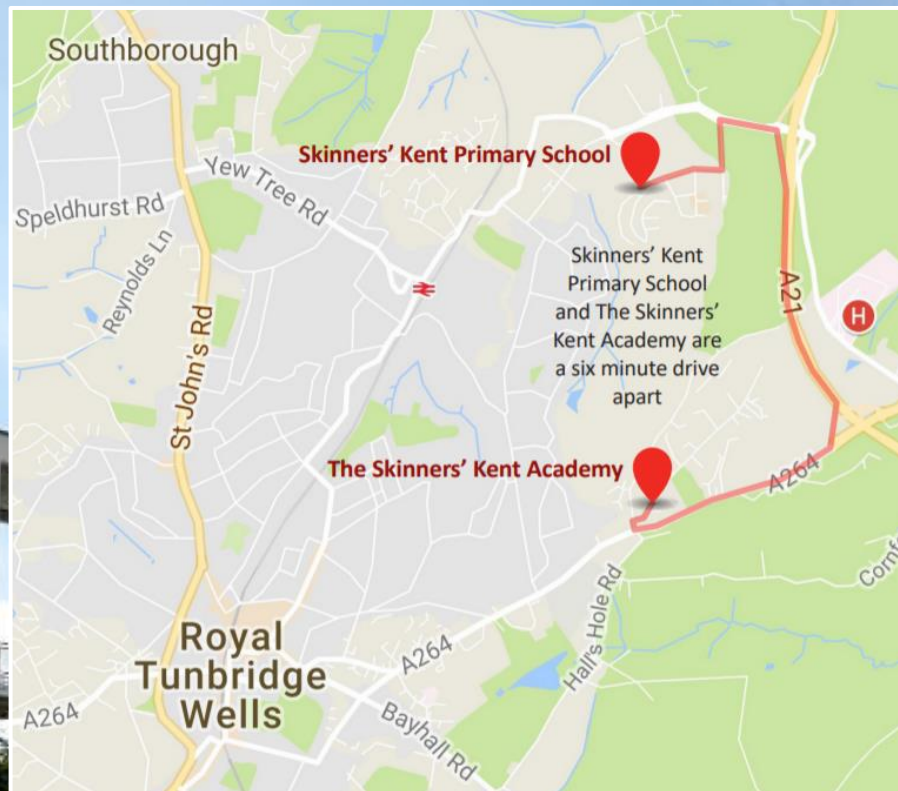 Southborough
Skinners' Kent Primary School
Yew Tree Rd
Speldhurst Rd
Reynolds Ln
St John's Rd
Skinners' Kent
Primary School
and The Skinners'
Kent Academy are
a six minute drive
apart
A21
H
The Skinners' Kent Academy
A264
Hall's Hole Rd
Royal
Tunbridge
Wells
A264
A264
Bayhall Rd